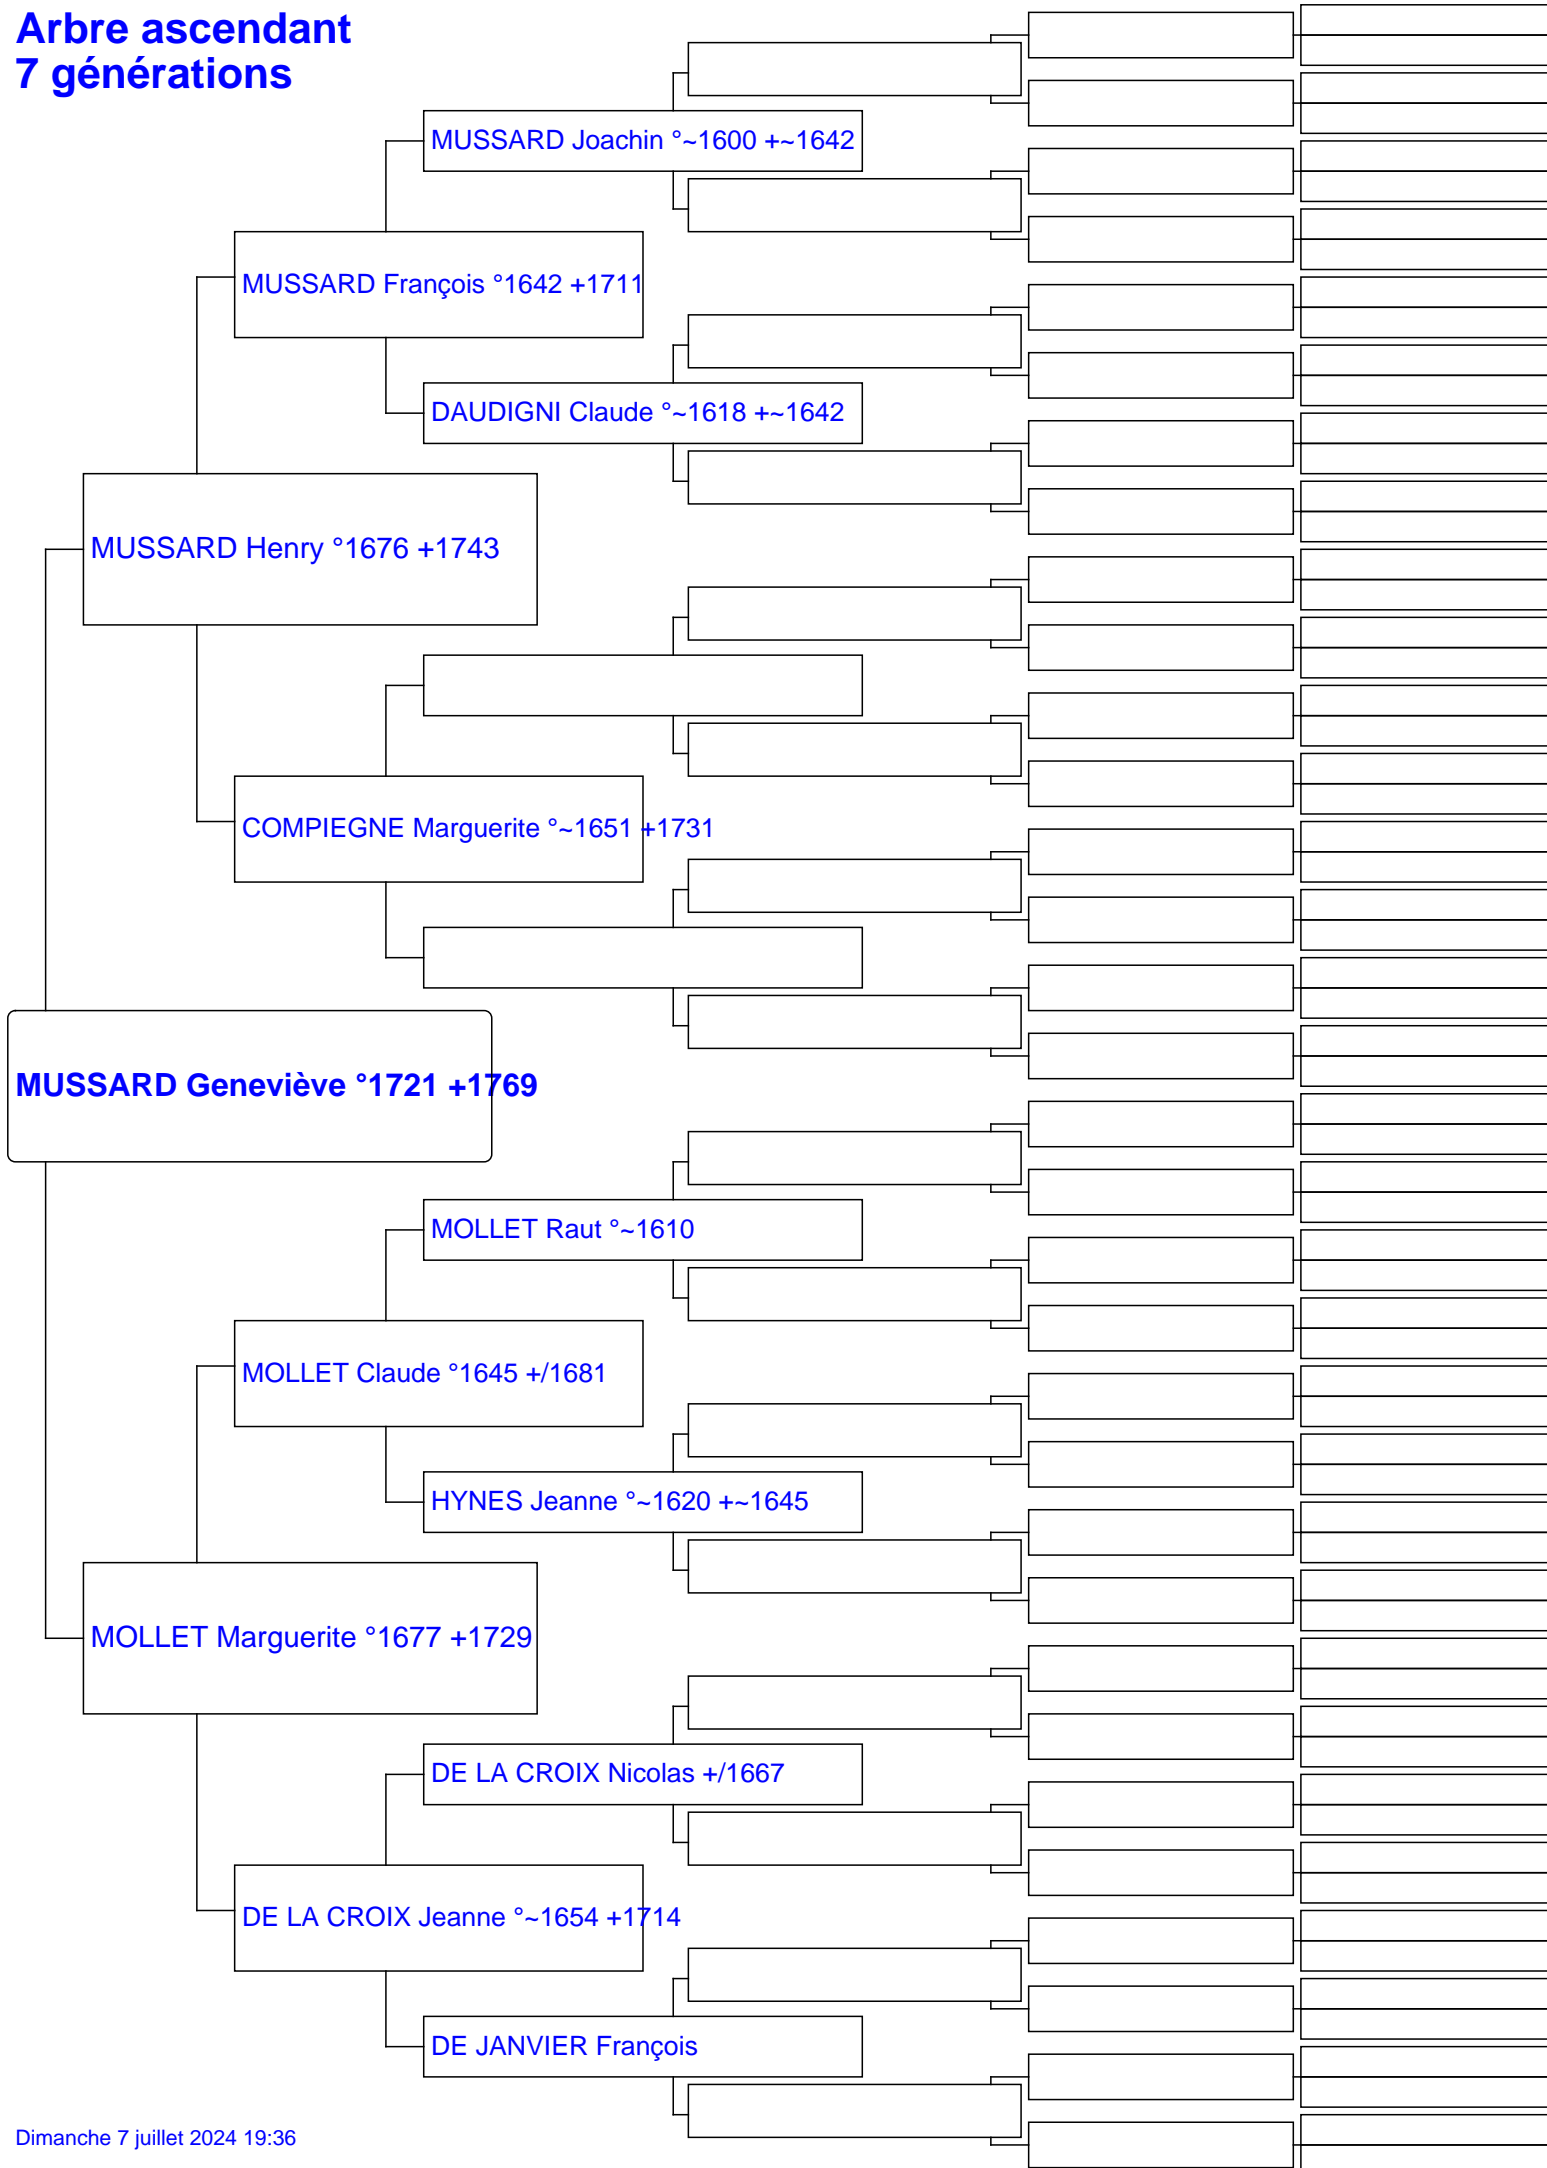 Arbre ascendant
7 générations
MUSSARD Joachin °~1600 +~1642
MUSSARD François °1642 +1711
DAUDIGNI Claude °~1618 +~1642
MUSSARD Henry °1676 +1743
COMPIEGNE Marguerite °~1651 +1731
MUSSARD Geneviève °1721 +1769
MOLLET Raut °~1610
MOLLET Claude °1645 +/1681
HYNES Jeanne °~1620 +~1645
MOLLET Marguerite °1677 +1729
DE LA CROIX Nicolas +/1667
DE LA CROIX Jeanne °~1654 +1714
DE JANVIER François
Dimanche 7 juillet 2024 19:36